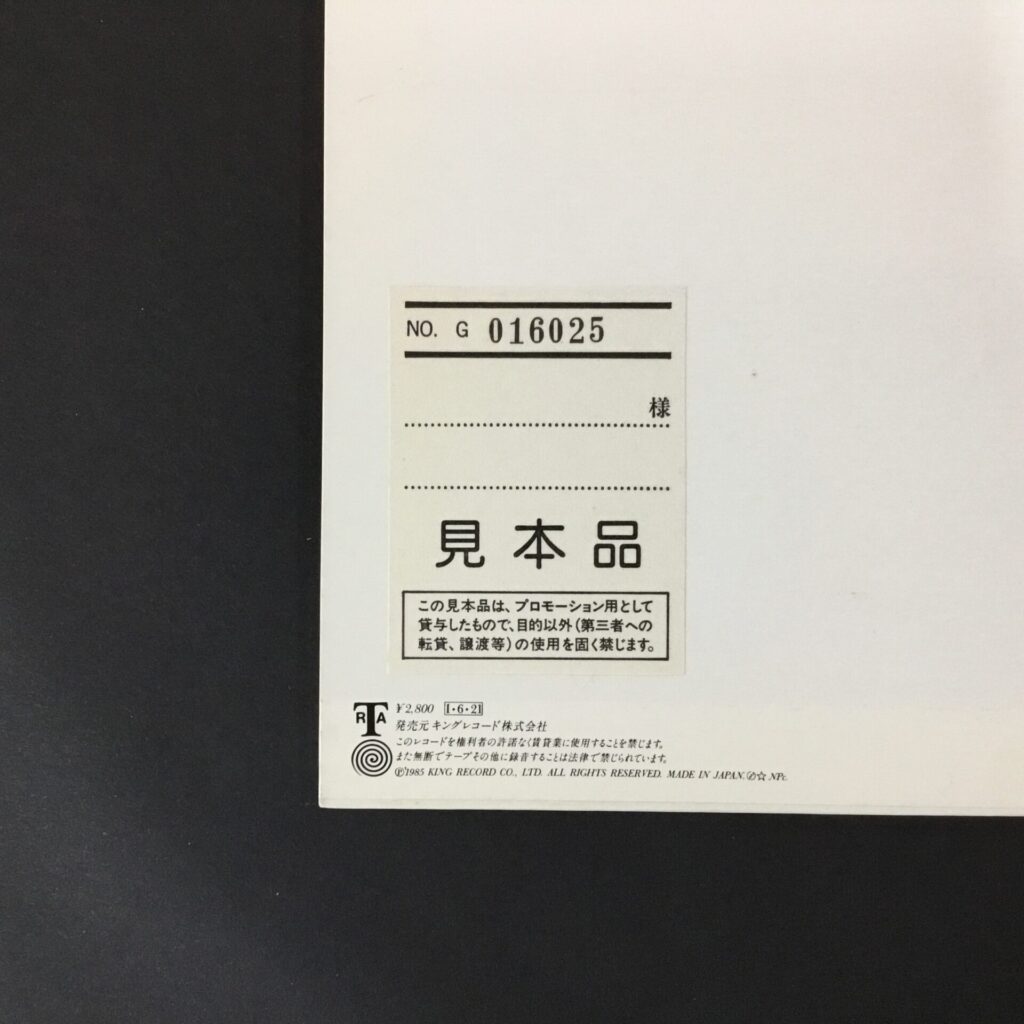 NO. G 016025
様
見本品
この見本品は、プロモーション用として
貸与したもので、目的以外(第三者への
転貸、譲渡等)の使用を固く禁じます。
RTA
¥2,800 I・6・21
発売元 キングレコード株式会社
このレコードを権利者の許諾なく賃貸業に使用することを禁じます。
また無断でテープその他に録音することは法律で禁じられています。
Ⓟ1985 KING RECORD CO., LTD. ALL RIGHTS RESERVED. MADE IN JAPAN. ☆ .NPc